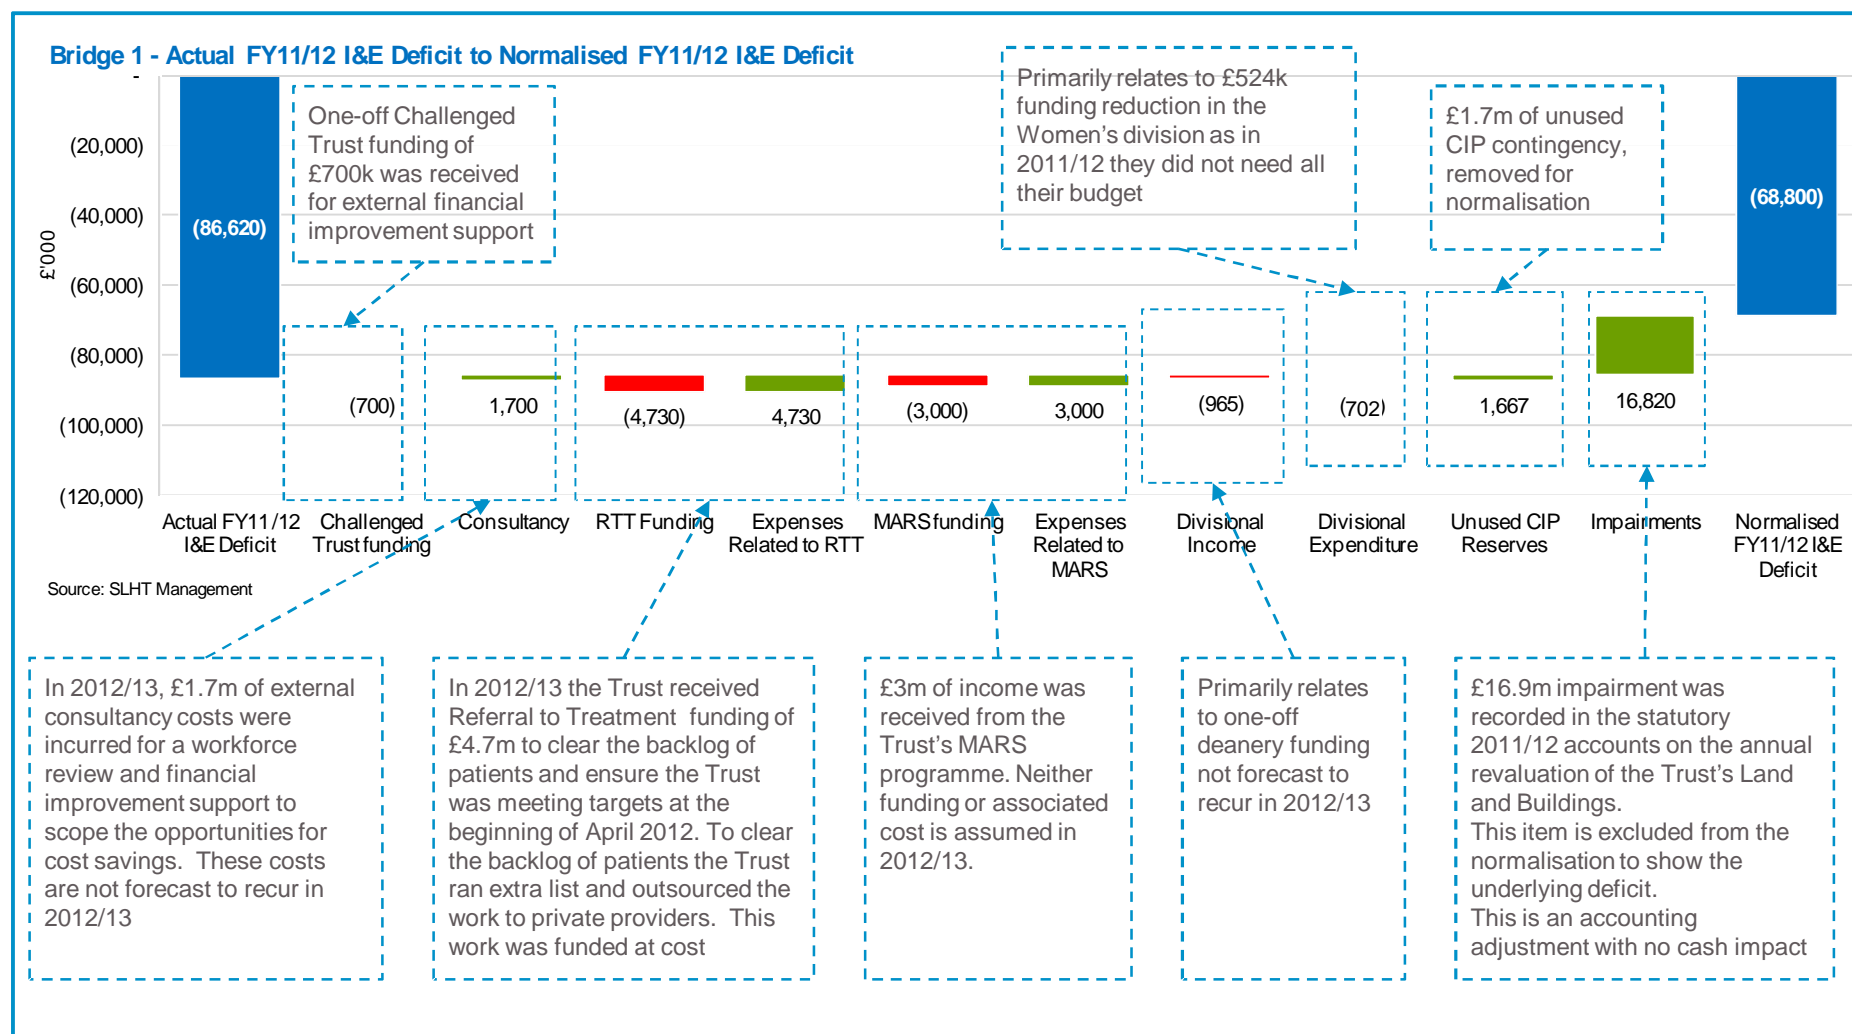 Bridge 1 - Actual FY11/12 I&E Deficit to Normalised FY11/12 I&E Deficit
One-off Challenged
Trust funding of
£700k was received
for external financial
improvement support
Primarily relates to £524k
funding reduction in the
Women's division as in
2011/12 they did not need all
their budget
£1.7m of unused
CIP contingency,
removed for
normalisation
£'000
-
(20,000)
(40,000)
(60,000)
(80,000)
(100,000)
(120,000)
(86,620)
(700)
1,700
(4,730)
4,730
(3,000)
3,000
(965)
(702)
1,667
16,820
(68,800)
Actual FY11/12
I&E Deficit
Challenged
Trust funding
Consultancy
RTT Funding
Expenses
Related to RTT
MARS funding
Expenses
Related to
MARS
Divisional
Income
Divisional
Expenditure
Unused CIP
Reserves
Impairments
Normalised
FY11/12 I&E
Deficit
Source: SLHT Management
In 2012/13, £1.7m of external
consultancy costs were
incurred for a workforce
review and financial
improvement support to
scope the opportunities for
cost savings.  These costs
are not forecast to recur in
2012/13
In 2012/13 the Trust received
Referral to Treatment  funding of
£4.7m to clear the backlog of
patients and ensure the Trust
was meeting targets at the
beginning of April 2012. To clear
the backlog of patients the Trust
ran extra list and outsourced the
work to private providers.  This
work was funded at cost
£3m of income was
received from the
Trust's MARS
programme. Neither
funding or associated
cost is assumed in
2012/13.
Primarily relates
to one-off
deanery funding
not forecast to
recur in 2012/13
£16.9m impairment was
recorded in the statutory
2011/12 accounts on the annual
revaluation of the Trust's Land
and Buildings.
This item is excluded from the
normalisation to show the
underlying deficit.
This is an accounting
adjustment with no cash impact